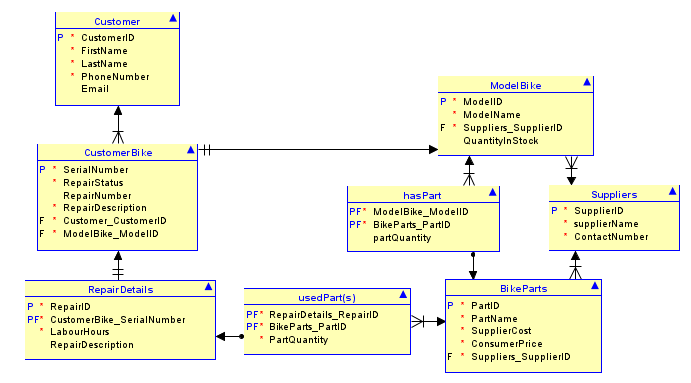 Customer
P * CustomerID
* FirstName
* LastName
* PhoneNumber
Email
ModelBike
P * ModelID
* ModelName
F * Suppliers_SupplierID
QuantityInStock
CustomerBike
P * SerialNumber
* RepairStatus
RepairNumber
* RepairDescription
F * Customer_CustomerID
F * ModelBike_ModelID
hasPart
PF* ModelBike_ModelID
PF* BikeParts_PartID
partQuantity
Suppliers
P * SupplierID
* supplierName
* ContactNumber
RepairDetails
P * RepairID
PF* CustomerBike_SerialNumber
* LabourHours
RepairDescription
usedPart(s)
PF* RepairDetails_RepairID
PF* BikeParts_PartID
* PartQuantity
BikeParts
P * PartID
* PartName
* SupplierCost
* ConsumerPrice
F * Suppliers_SupplierID